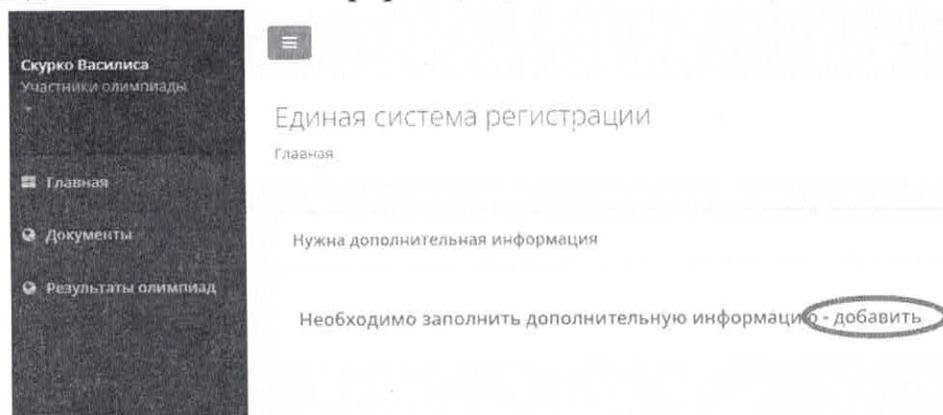 Скурко Василиса
Участники олимпиады
Главная
Документы
Результаты олимпиад
Единая система регистрации
Главная
Нужна дополнительная информация
Необходимо заполнить дополнительную информацию - добавить